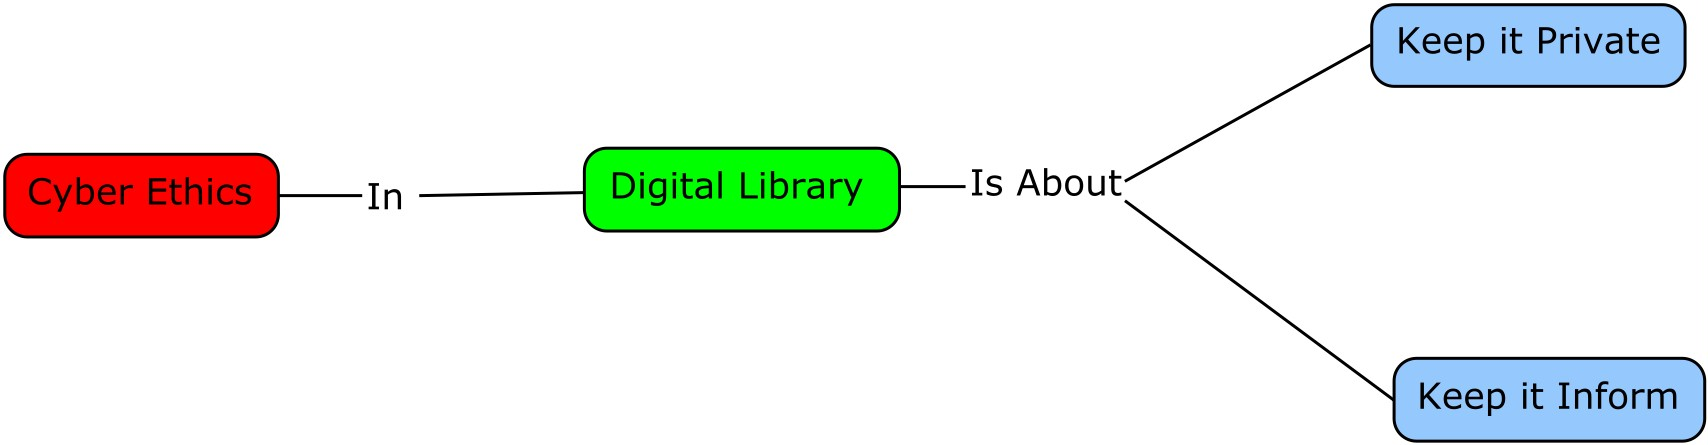 Cyber Ethics
In
Digital Library
Is About
Keep it Private
Keep it Inform